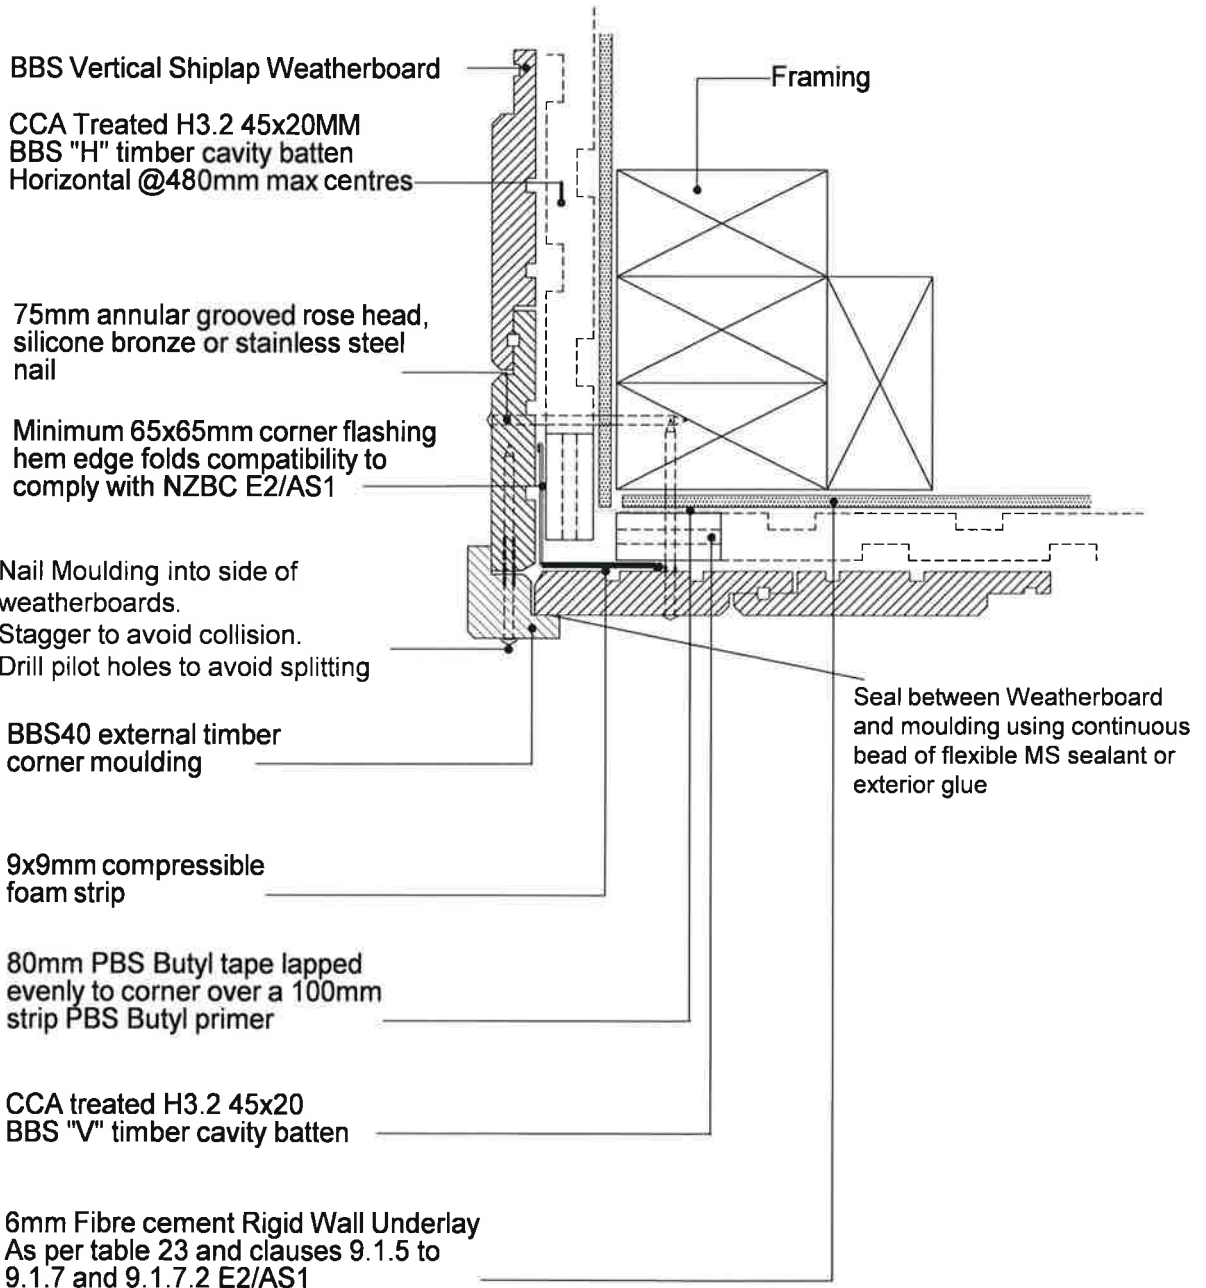 BBS Vertical Shiplap Weatherboard
Framing
CCA Treated H3.2 45x20MM
BBS "H" timber cavity batten
Horizontal @480mm max centres
75mm annular grooved rose head,
silicone bronze or stainless steel
nail
Minimum 65x65mm corner flashing
hem edge folds compatibility to
comply with NZBC E2/AS1
Nail Moulding into side of
weatherboards.
Stagger to avoid collision.
Drill pilot holes to avoid splitting
Seal between Weatherboard
and moulding using continuous
bead of flexible MS sealant or
exterior glue
BBS40 external timber
corner moulding
9x9mm compressible
foam strip
80mm PBS Butyl tape lapped
evenly to corner over a 100mm
strip PBS Butyl primer
CCA treated H3.2 45x20
BBS "V" timber cavity batten
6mm Fibre cement Rigid Wall Underlay
As per table 23 and clauses 9.1.5 to
9.1.7 and 9.1.7.2 E2/AS1